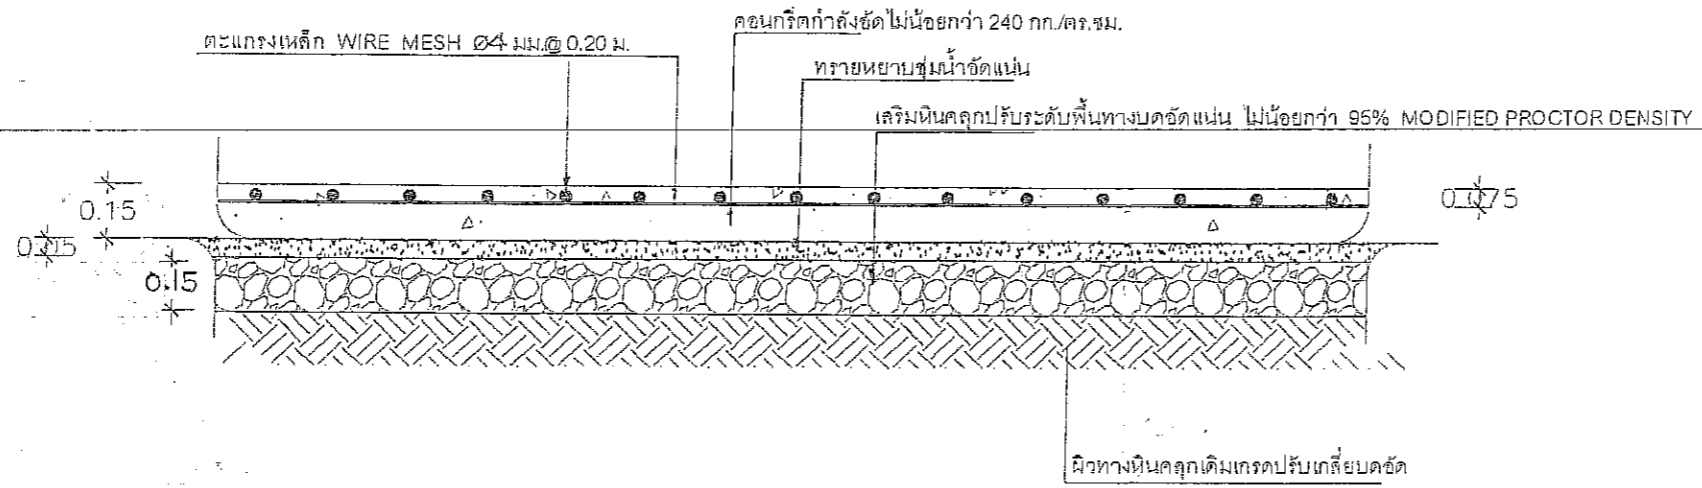 คอนกรีตกำลังอัดไม่น้อยกว่า 240 กก./ตร.ซม.
ตะแกรงเหล็ก WIRE MESH Ø4 มม.@ 0.20 ม.
ทรายหยาบชุ่มน้ำอัดแน่น
เสริมหินคลุกปรับระดับพื้นทางบดอัดแน่น ไม่น้อยกว่า 95% MODIFIED PROCTOR DENSITY
0.15
0.075
0.05
0.15
ผิวทางหินคลุกเดิมเกรดปรับเกลี่ยบดอัด